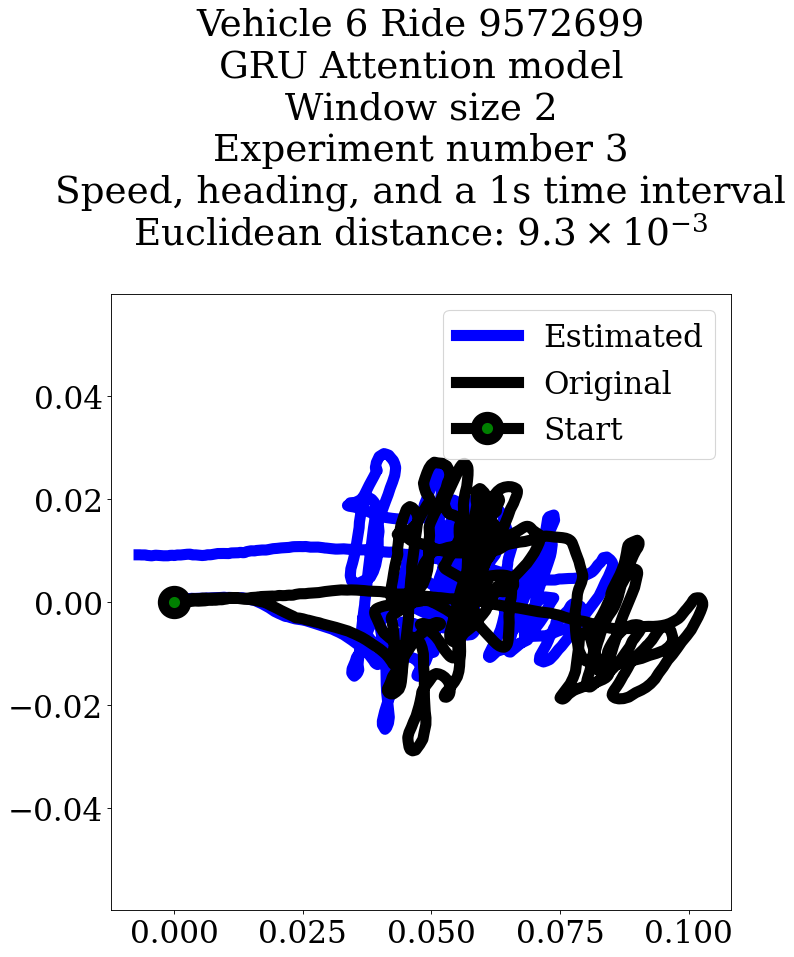 Vehicle 6 Ride 9572699
GRU Attention model
Window size 2
Experiment number 3
Speed, heading, and a 1s time interval
Euclidean distance: 9.3 × 10⁻³
Estimated
Original
Start
0.04
0.02
0.00
−0.02
−0.04
0.000 0.025 0.050 0.075 0.100